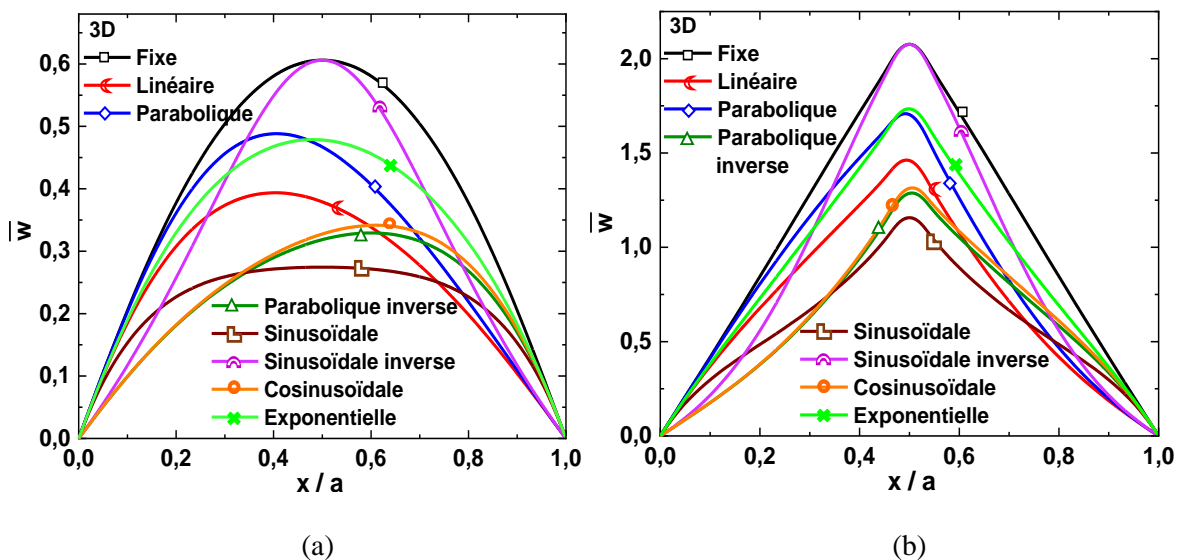 3D
Fixe
Linéaire
Parabolique
Parabolique inverse
Sinusoïdale
Sinusoïdale inverse
Cosinusoïdale
Exponentielle
0,6
0,5
0,4
0,3
0,2
0,1
0,0
w
0,0 0,2 0,4 0,6 0,8 1,0
x / a
(a)
3D
Fixe
Linéaire
Parabolique
Parabolique
inverse
Sinusoïdale
Sinusoïdale inverse
Cosinusoïdale
Exponentielle
2,0
1,5
1,0
0,5
0,0
w
0,0 0,2 0,4 0,6 0,8 1,0
x / a
(b)